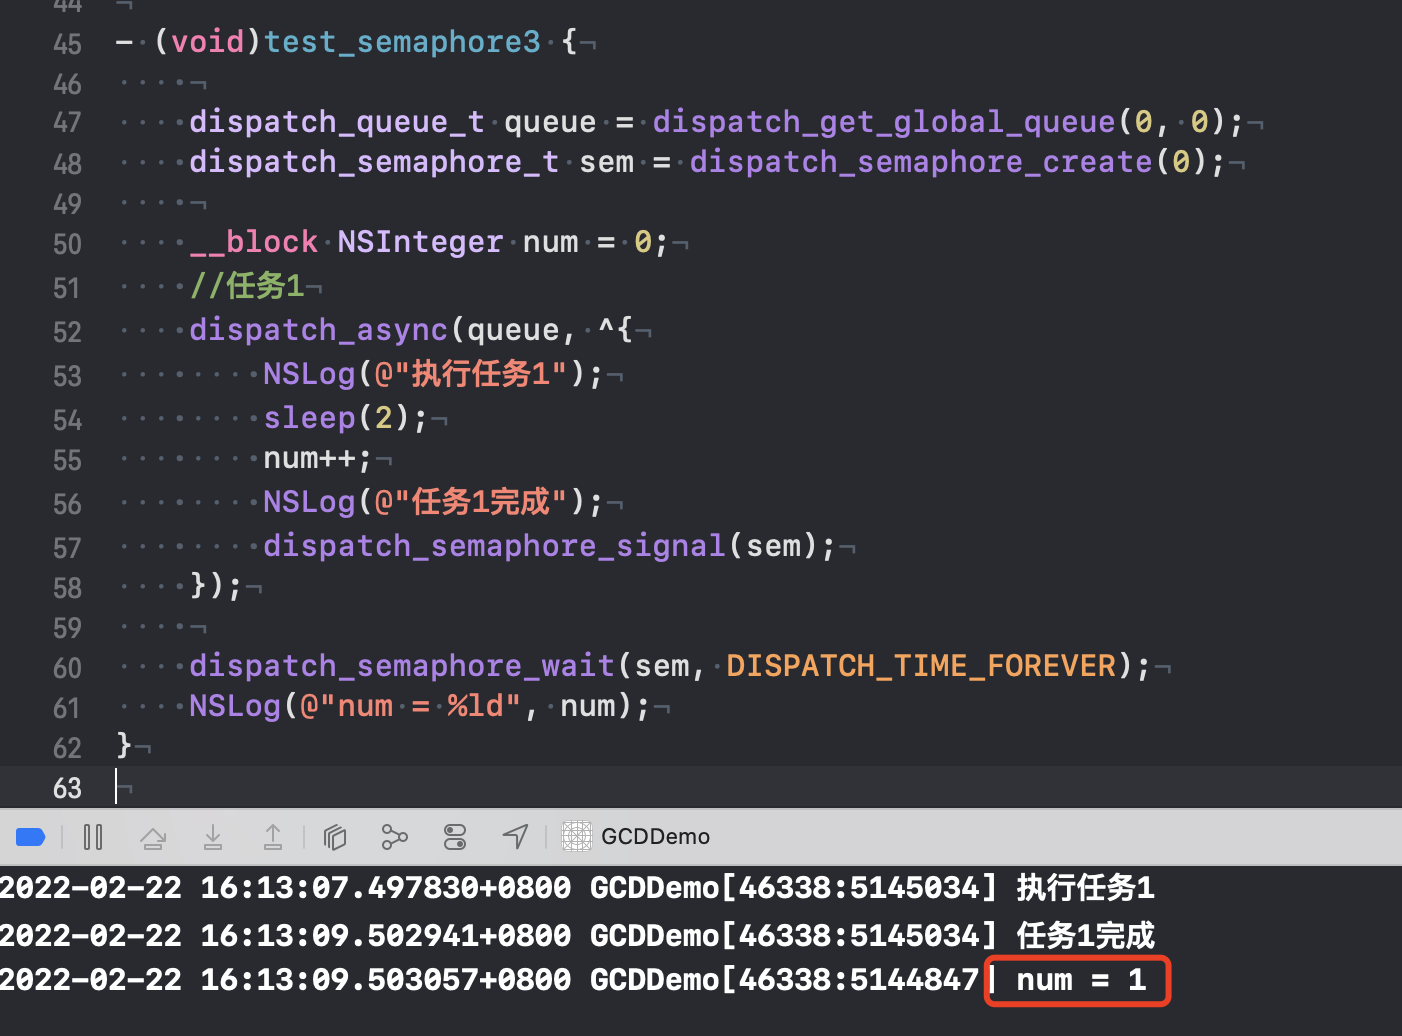 44
45 - (void)test_semaphore3 {
46
47 dispatch_queue_t queue = dispatch_get_global_queue(0, 0);
48 dispatch_semaphore_t sem = dispatch_semaphore_create(0);
49
50 __block NSInteger num = 0;
51 //任务1
52 dispatch_async(queue, ^{
53 NSLog(@"执行任务1");
54 sleep(2);
55 num++;
56 NSLog(@"任务1完成");
57 dispatch_semaphore_signal(sem);
58 });
59
60 dispatch_semaphore_wait(sem, DISPATCH_TIME_FOREVER);
61 NSLog(@"num = %ld", num);
62 }
63
GCDDemo
2022-02-22 16:13:07.497830+0800 GCDDemo[46338:5145034] 执行任务1
2022-02-22 16:13:09.502941+0800 GCDDemo[46338:5145034] 任务1完成
2022-02-22 16:13:09.503057+0800 GCDDemo[46338:5144847] num = 1